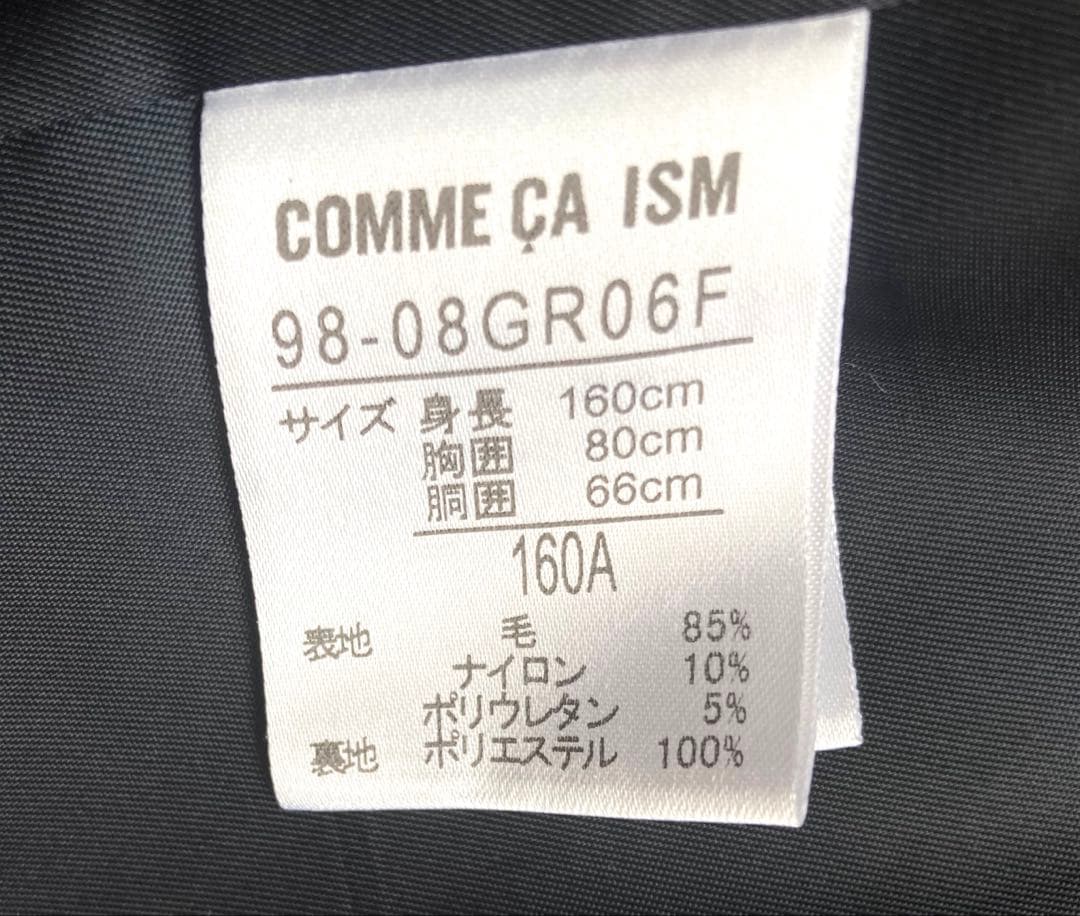 COMME ÇA ISM
98-08GR06F
サイズ 身長 160cm
胸囲 80cm
胴囲 66cm
160A
表地 毛 85%
ナイロン 10%
ポリウレタン 5%
裏地 ポリエステル 100%